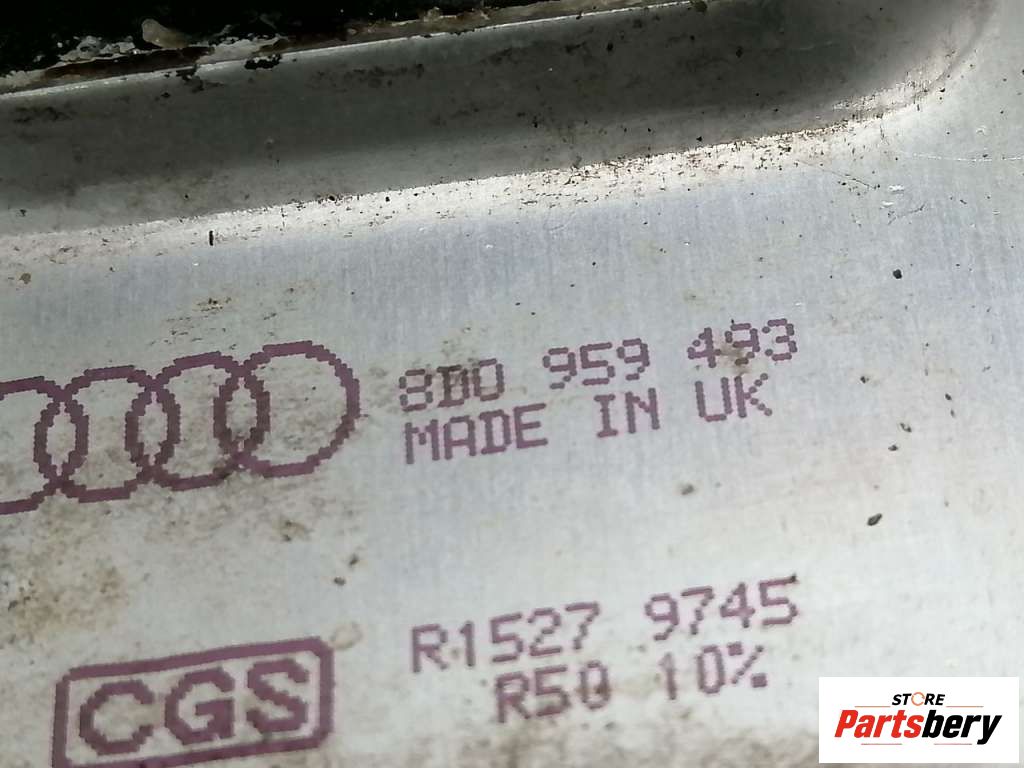 8D0 959 493
MADE IN UK
R1527 9745
R50 10%
CGS
STORE
Partsbery